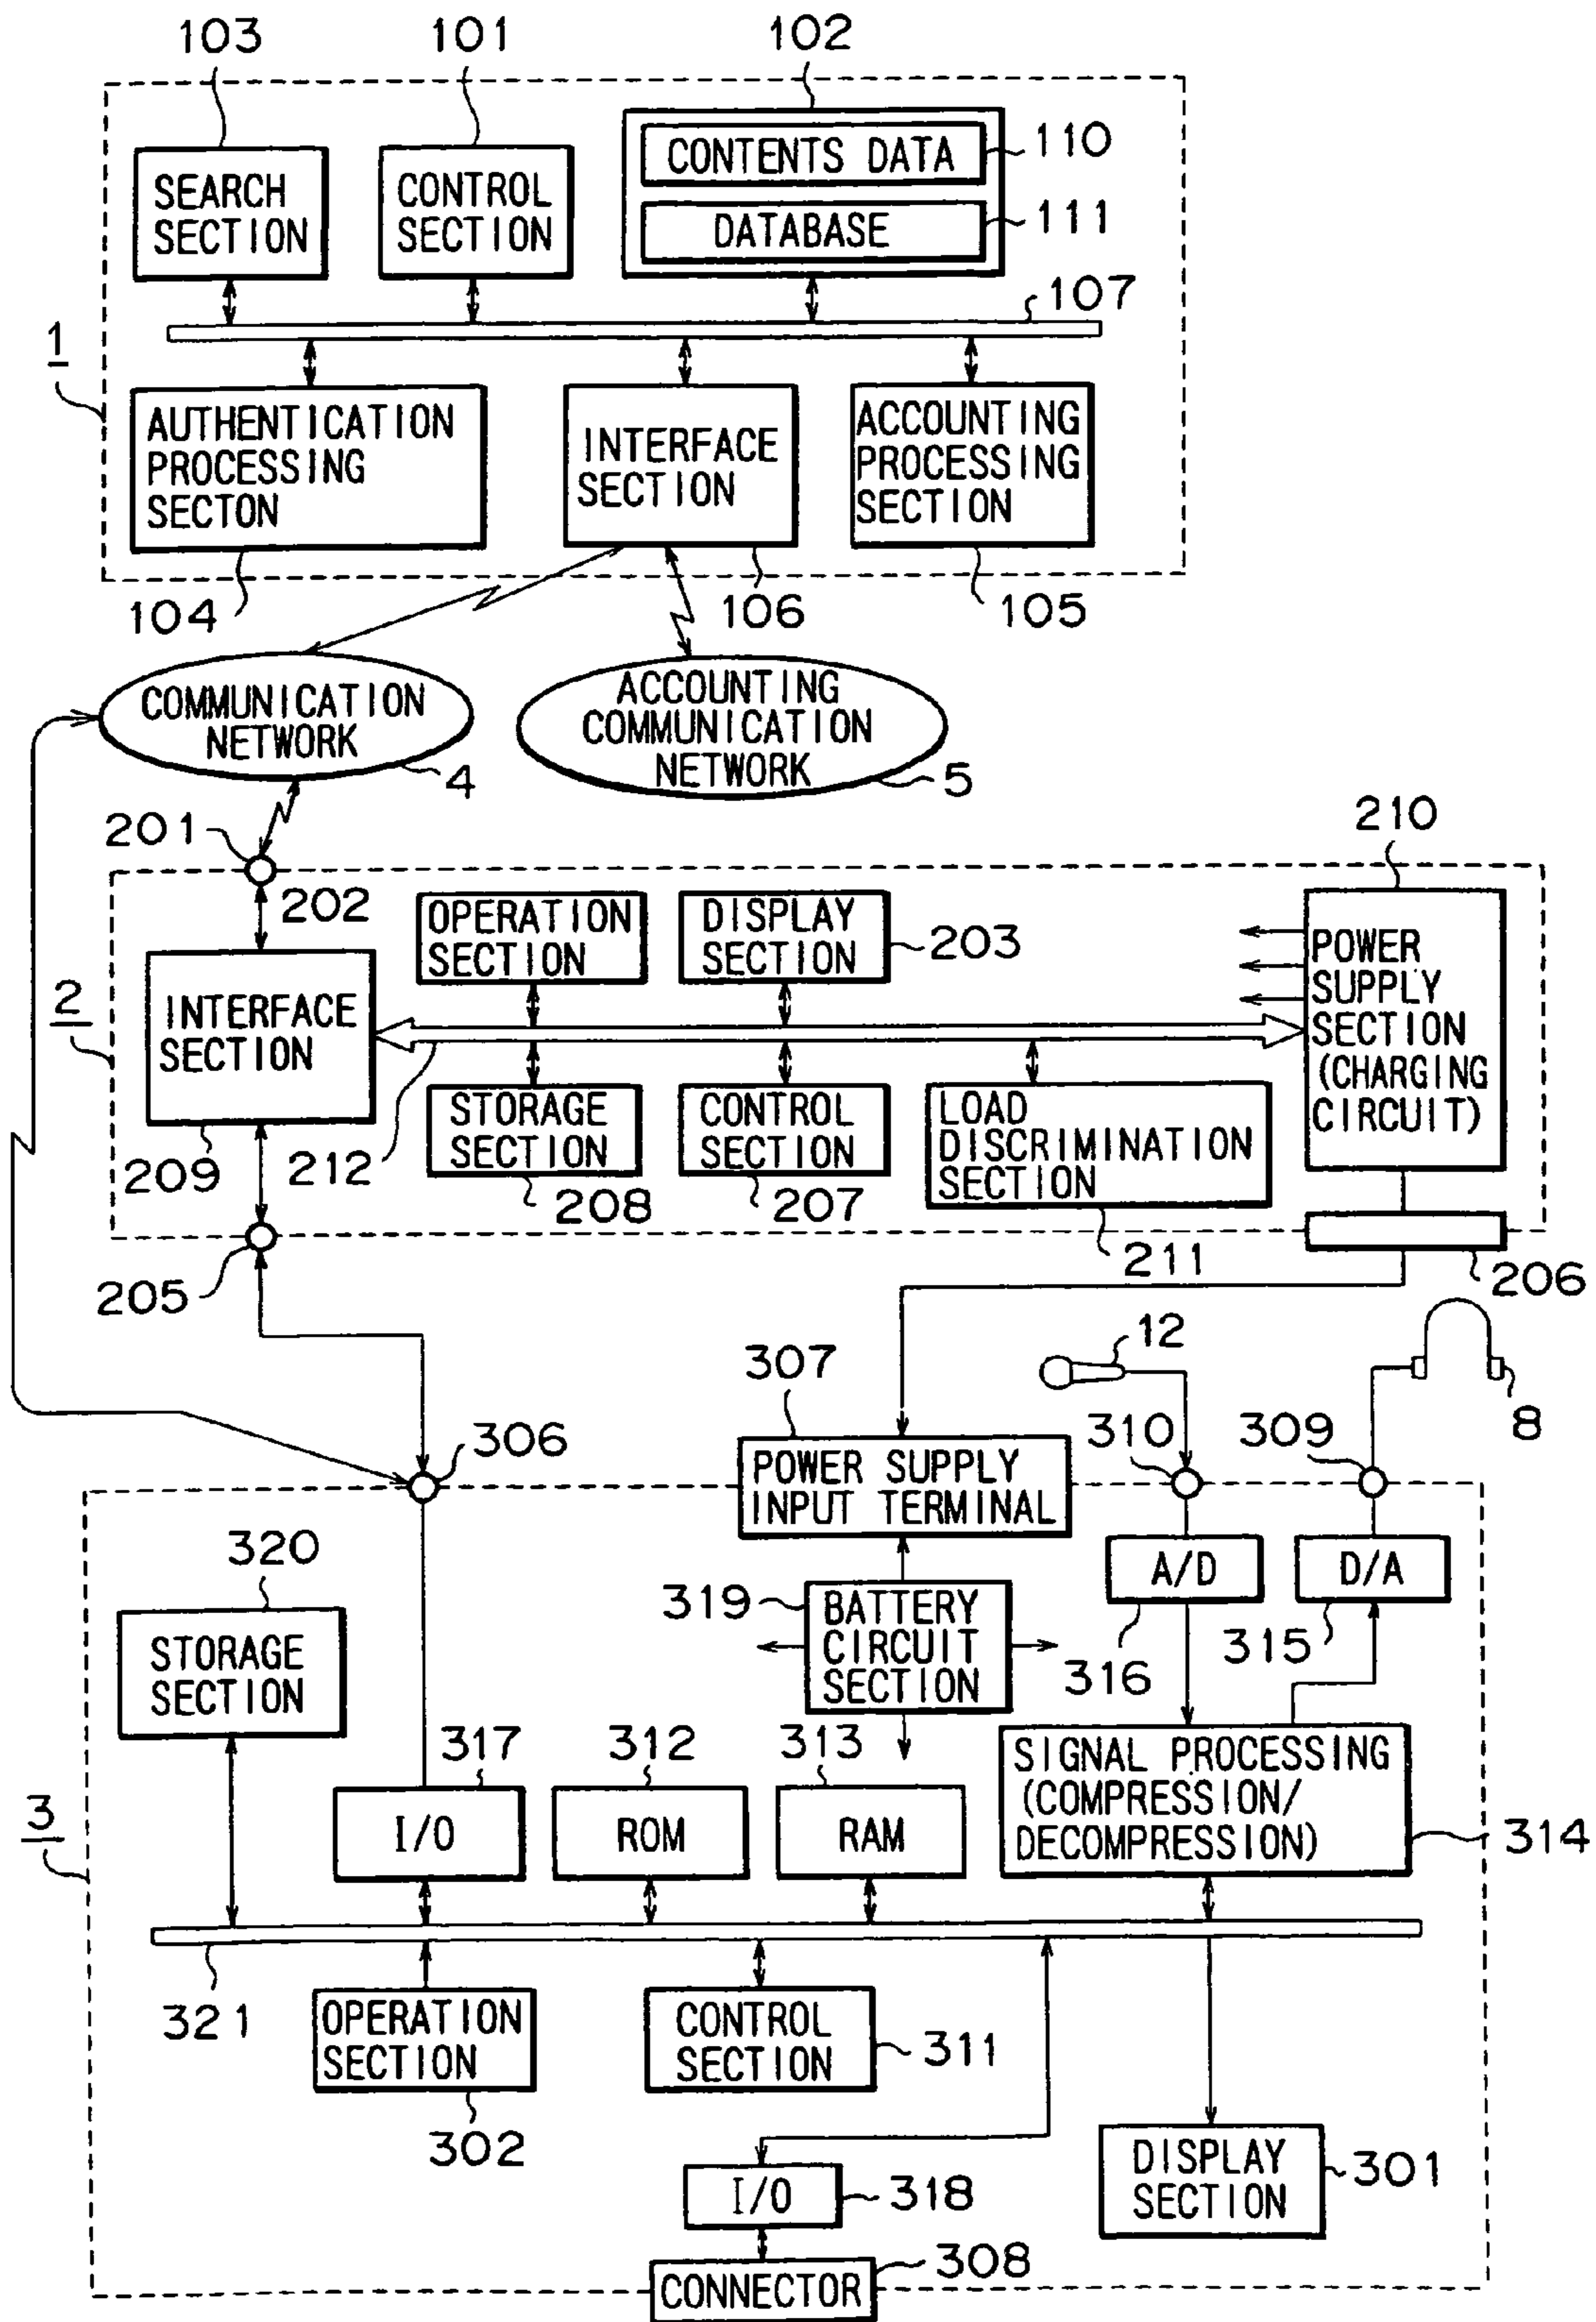 103
101
102
SEARCH
SECTION
CONTROL
SECTION
CONTENTS DATA
110
DATABASE
111
107
1
AUTHENTICATION
PROCESSING
SECTON
INTERFACE
SECTION
ACCOUNTING
PROCESSING
SECTION
104
106
105
COMMUNICATION
NETWORK
4
ACCOUNTING
COMMUNICATION
NETWORK
5
201
210
202
OPERATION
SECTION
DISPLAY
SECTION
203
POWER
SUPPLY
SECTION
(CHARGING
CIRCUIT)
2
INTERFACE
SECTION
209
212
STORAGE
SECTION
208
CONTROL
SECTION
207
LOAD
DISCRIMINATION
SECTION
211
205
206
12
8
307
306
310
309
POWER SUPPLY
INPUT TERMINAL
320
STORAGE
SECTION
319
BATTERY
CIRCUIT
SECTION
A/D
D/A
316
315
317
312
313
I/O
ROM
RAM
SIGNAL PROCESSING
(COMPRESSION/
DECOMPRESSION)
314
3
321
OPERATION
SECTION
302
CONTROL
SECTION
311
I/O
318
DISPLAY
SECTION
301
CONNECTOR
308